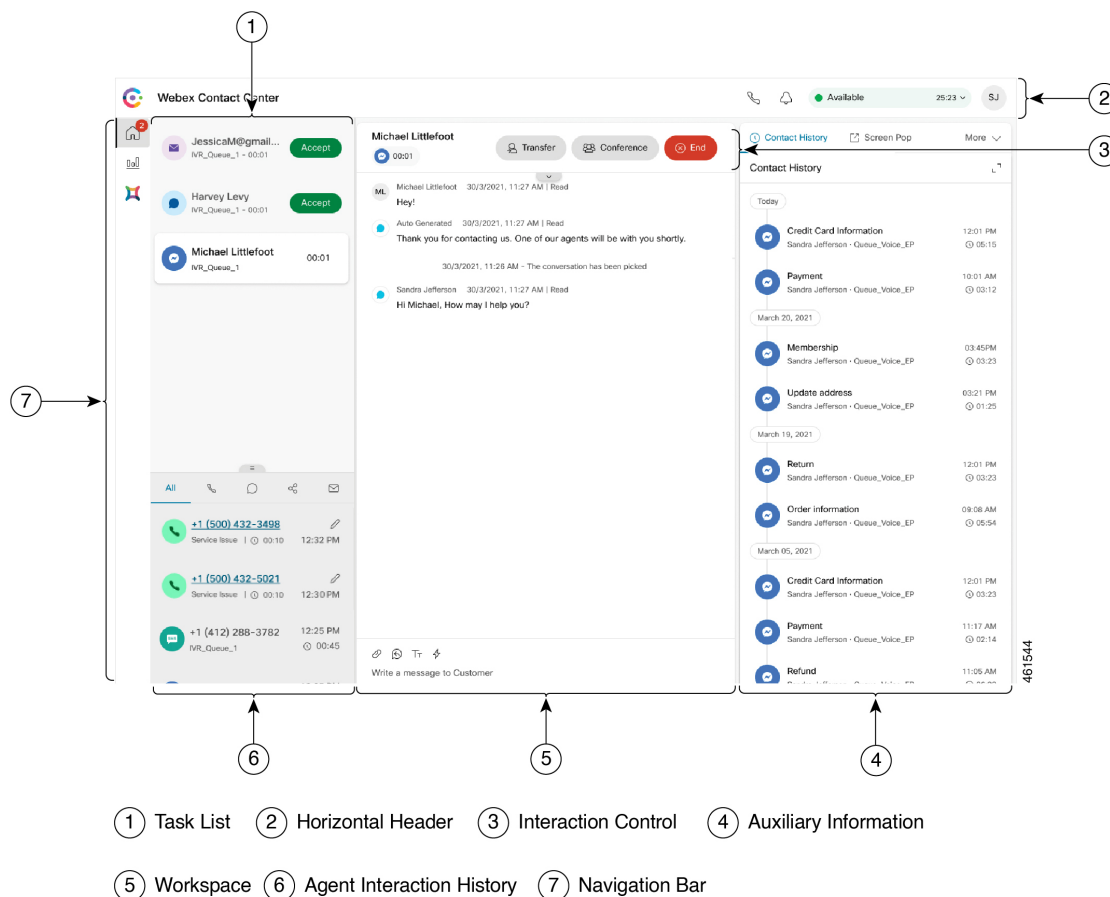 1
Webex Contact Center
Available 25:23 SJ
2
2
JessicaM@gmail...
IVR_Queue_1 - 00:01
Accept
Harvey Levy
IVR_Queue_1 - 00:01
Accept
Michael Littlefoot
IVR_Queue_1
00:01
Michael Littlefoot
00:01
Transfer Conference End
3
ML Michael Littlefoot 30/3/2021, 11:27 AM | Read
Hey!
Auto Generated 30/3/2021, 11:27 AM | Read
Thank you for contacting us. One of our agents will be with you shortly.
30/3/2021, 11:26 AM - The conversation has been picked
Sandra Jefferson 30/3/2021, 11:27 AM | Read
Hi Michael, How may I help you?
Tт
Write a message to Customer
Contact History Screen Pop More
Contact History
Today
Credit Card Information 12:01 PM
Sandra Jefferson · Queue_Voice_EP 05:15
Payment 10:01 AM
Sandra Jefferson · Queue_Voice_EP 03:12
March 20, 2021
Membership 03:45PM
Sandra Jefferson · Queue_Voice_EP 03:23
Update address 03:21 PM
Sandra Jefferson · Queue_Voice_EP 01:25
March 19, 2021
Return 12:01 PM
Sandra Jefferson · Queue_Voice_EP 03:23
Order information 09:08 AM
Sandra Jefferson · Queue_Voice_EP 05:54
March 05, 2021
Credit Card Information 12:01 PM
Sandra Jefferson · Queue_Voice_EP 03:23
Payment 11:17 AM
Sandra Jefferson · Queue_Voice_EP 02:14
Refund 11:05 AM
7
All
+1 (500) 432-3498
Service Issue | 00:10 12:32 PM
+1 (500) 432-5021
Service Issue | 00:10 12:30 PM
+1 (412) 288-3782 12:25 PM
IVR_Queue_1 00:45
461544
6
5
4
1 Task List 2 Horizontal Header 3 Interaction Control 4 Auxiliary Information
5 Workspace 6 Agent Interaction History 7 Navigation Bar